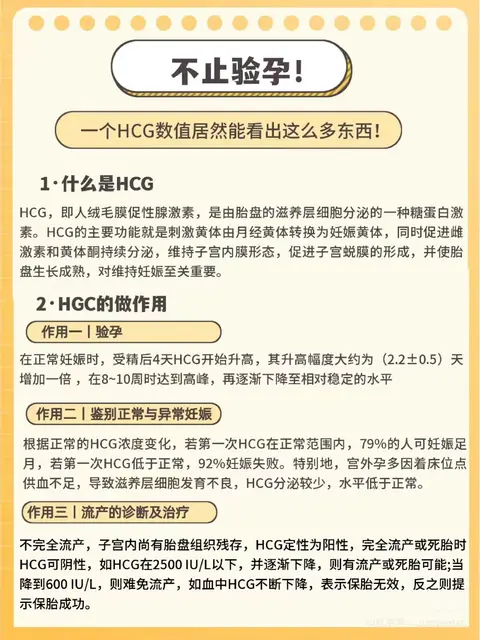 不止验孕!
一个HCG数值居然能看出这么多东西!
1·什么是HCG
HCG，即人绒毛膜促性腺激素，是由胎盘的滋养层细胞分泌的一种糖蛋白激
素。HCG的主要功能就是刺激黄体由月经黄体转换为妊娠黄体，同时促进雌
激素和黄体酮持续分泌，维持子宫内膜形态，促进子宫蜕膜的形成，并使胎
盘生长成熟，对维持妊娠至关重要。
2·HGC的做作用
作用一丨验孕
在正常妊娠时，受精后4天HCG开始升高，其升高幅度大约为（2.2±0.5）天
增加一倍 ，在8~10周时达到高峰，再逐渐下降至相对稳定的水平
作用二丨鉴别正常与异常妊娠
根据正常的HCG浓度变化，若第一次HCG在正常范围内，79%的人可妊娠足
月，若第一次HCG低于正常，92%妊娠失败。特别地，宫外孕多因着床位点
供血不足，导致滋养层细胞发育不良，HCG分泌较少，水平低于正常。
作用三丨流产的诊断及治疗
不完全流产，子宫内尚有胎盘组织残存，HCG定性为阳性，完全流产或死胎时
HCG可阴性，如HCG在2500 IU/L以下，并逐渐下降，则有流产或死胎可能;当
降到600 IU/L，则难免流产，如血中HCG不断下降，表示保胎无效，反之则提
示保胎成功。